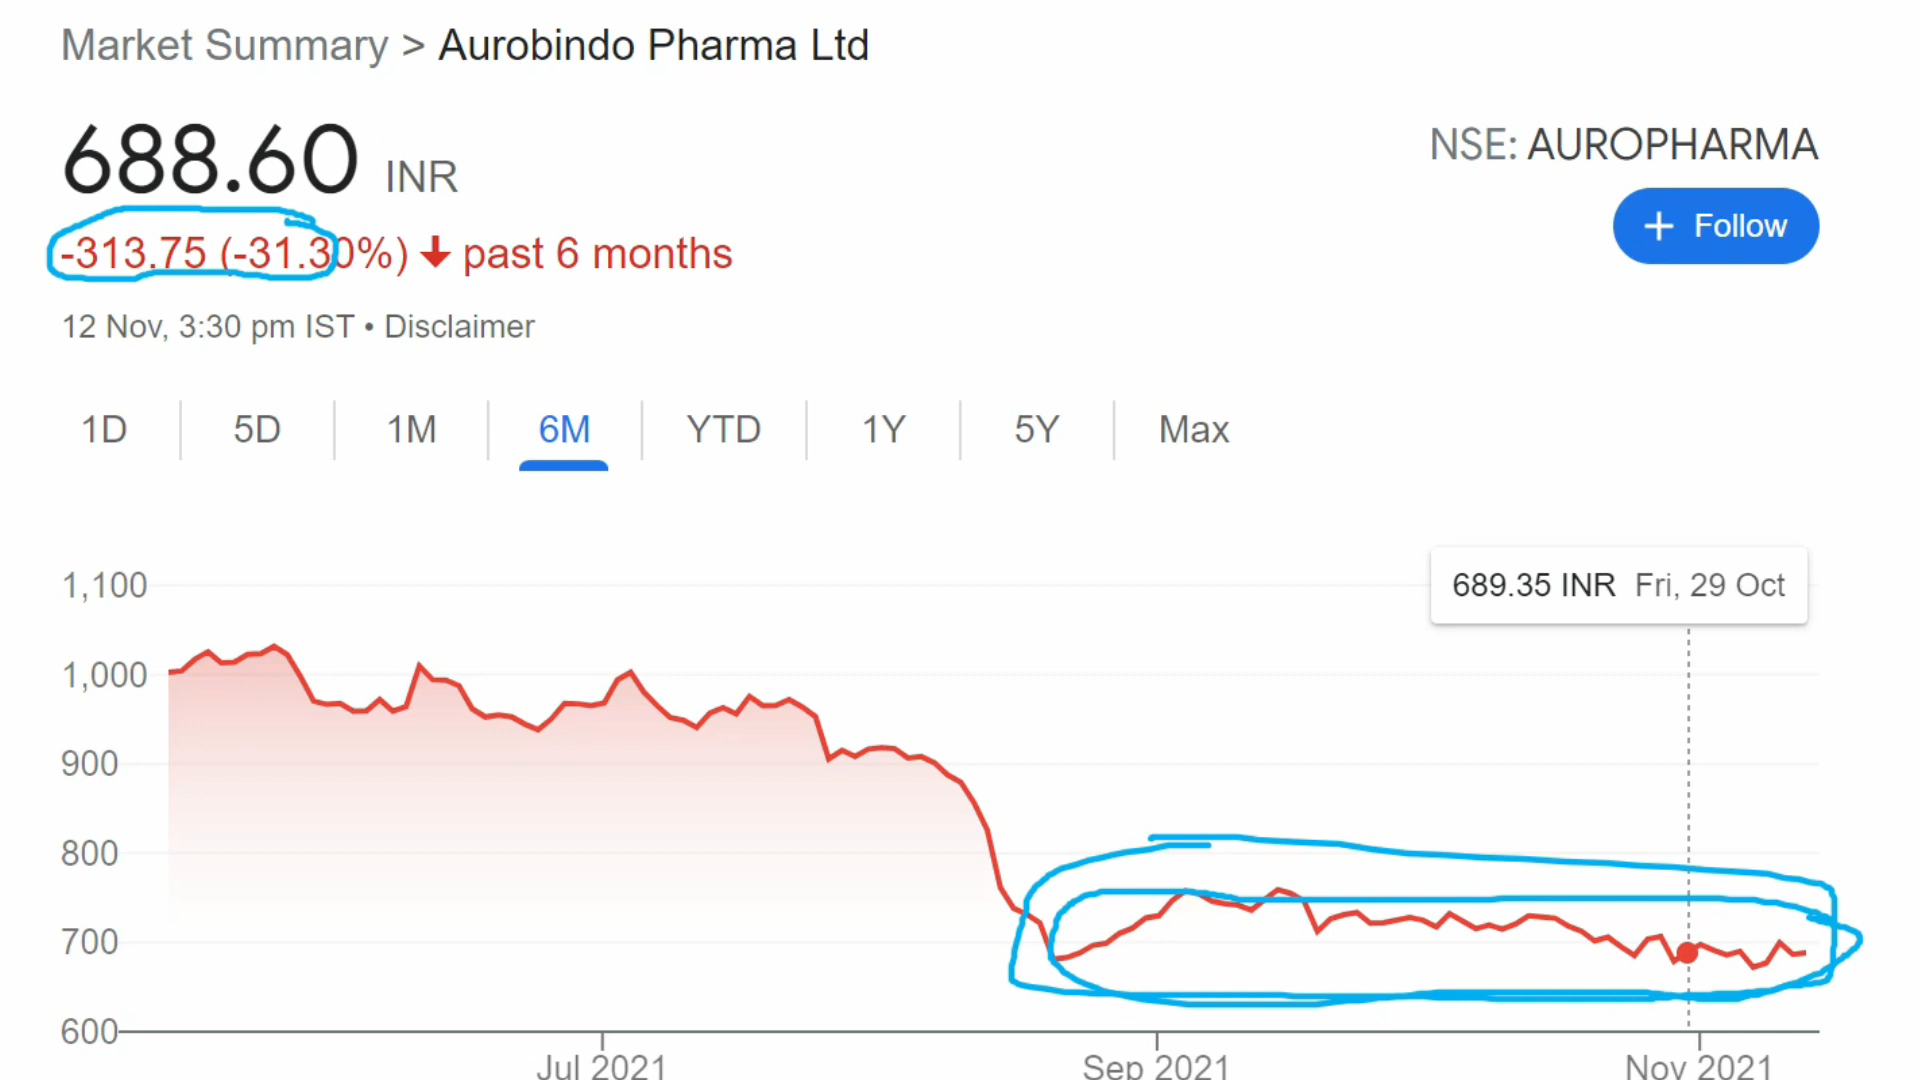 Market Summary > Aurobindo Pharma Ltd
688.60 INR
NSE: AUROPHARMA
-313.75 (-31.30%) ↓ past 6 months
+ Follow
12 Nov, 3:30 pm IST • Disclaimer
1D 5D 1M 6M YTD 1Y 5Y Max
689.35 INR Fri, 29 Oct
1,100
1,000
900
800
700
600
Jul 2021 Sep 2021 Nov 2021